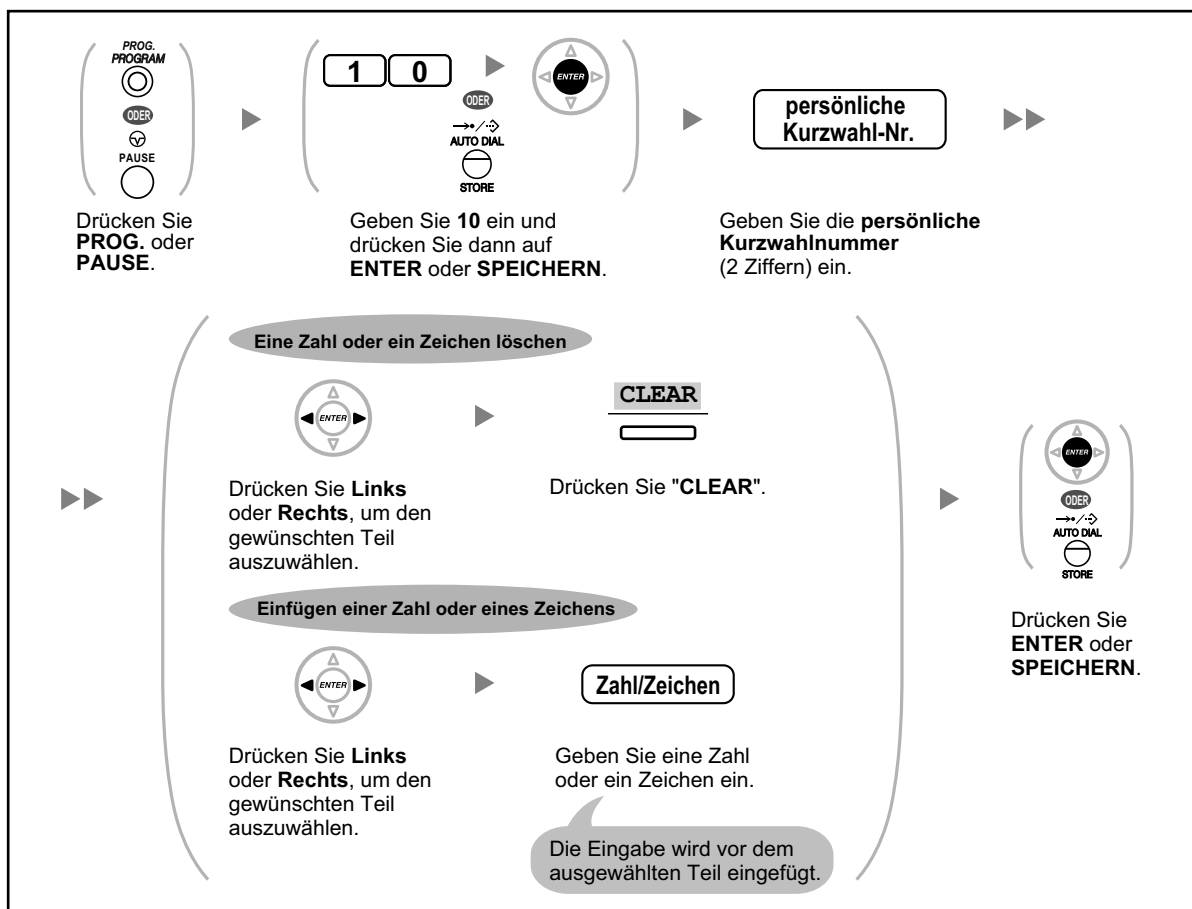 PROG.
PROGRAM
ODER
PAUSE
Drücken Sie
PROG. oder
PAUSE.
1 0
ENTER
ODER
AUTO DIAL
STORE
Geben Sie 10 ein und
drücken Sie dann auf
ENTER oder SPEICHERN.
persönliche
Kurzwahl-Nr.
Geben Sie die persönliche
Kurzwahlnummer
(2 Ziffern) ein.
Eine Zahl oder ein Zeichen löschen
ENTER
Drücken Sie Links
oder Rechts, um den
gewünschten Teil
auszuwählen.
CLEAR
Drücken Sie "CLEAR".
Einfügen einer Zahl oder eines Zeichens
ENTER
Drücken Sie Links
oder Rechts, um den
gewünschten Teil
auszuwählen.
Zahl/Zeichen
Geben Sie eine Zahl
oder ein Zeichen ein.
Die Eingabe wird vor dem
ausgewählten Teil eingefügt.
ENTER
ODER
AUTO DIAL
STORE
Drücken Sie
ENTER oder
SPEICHERN.